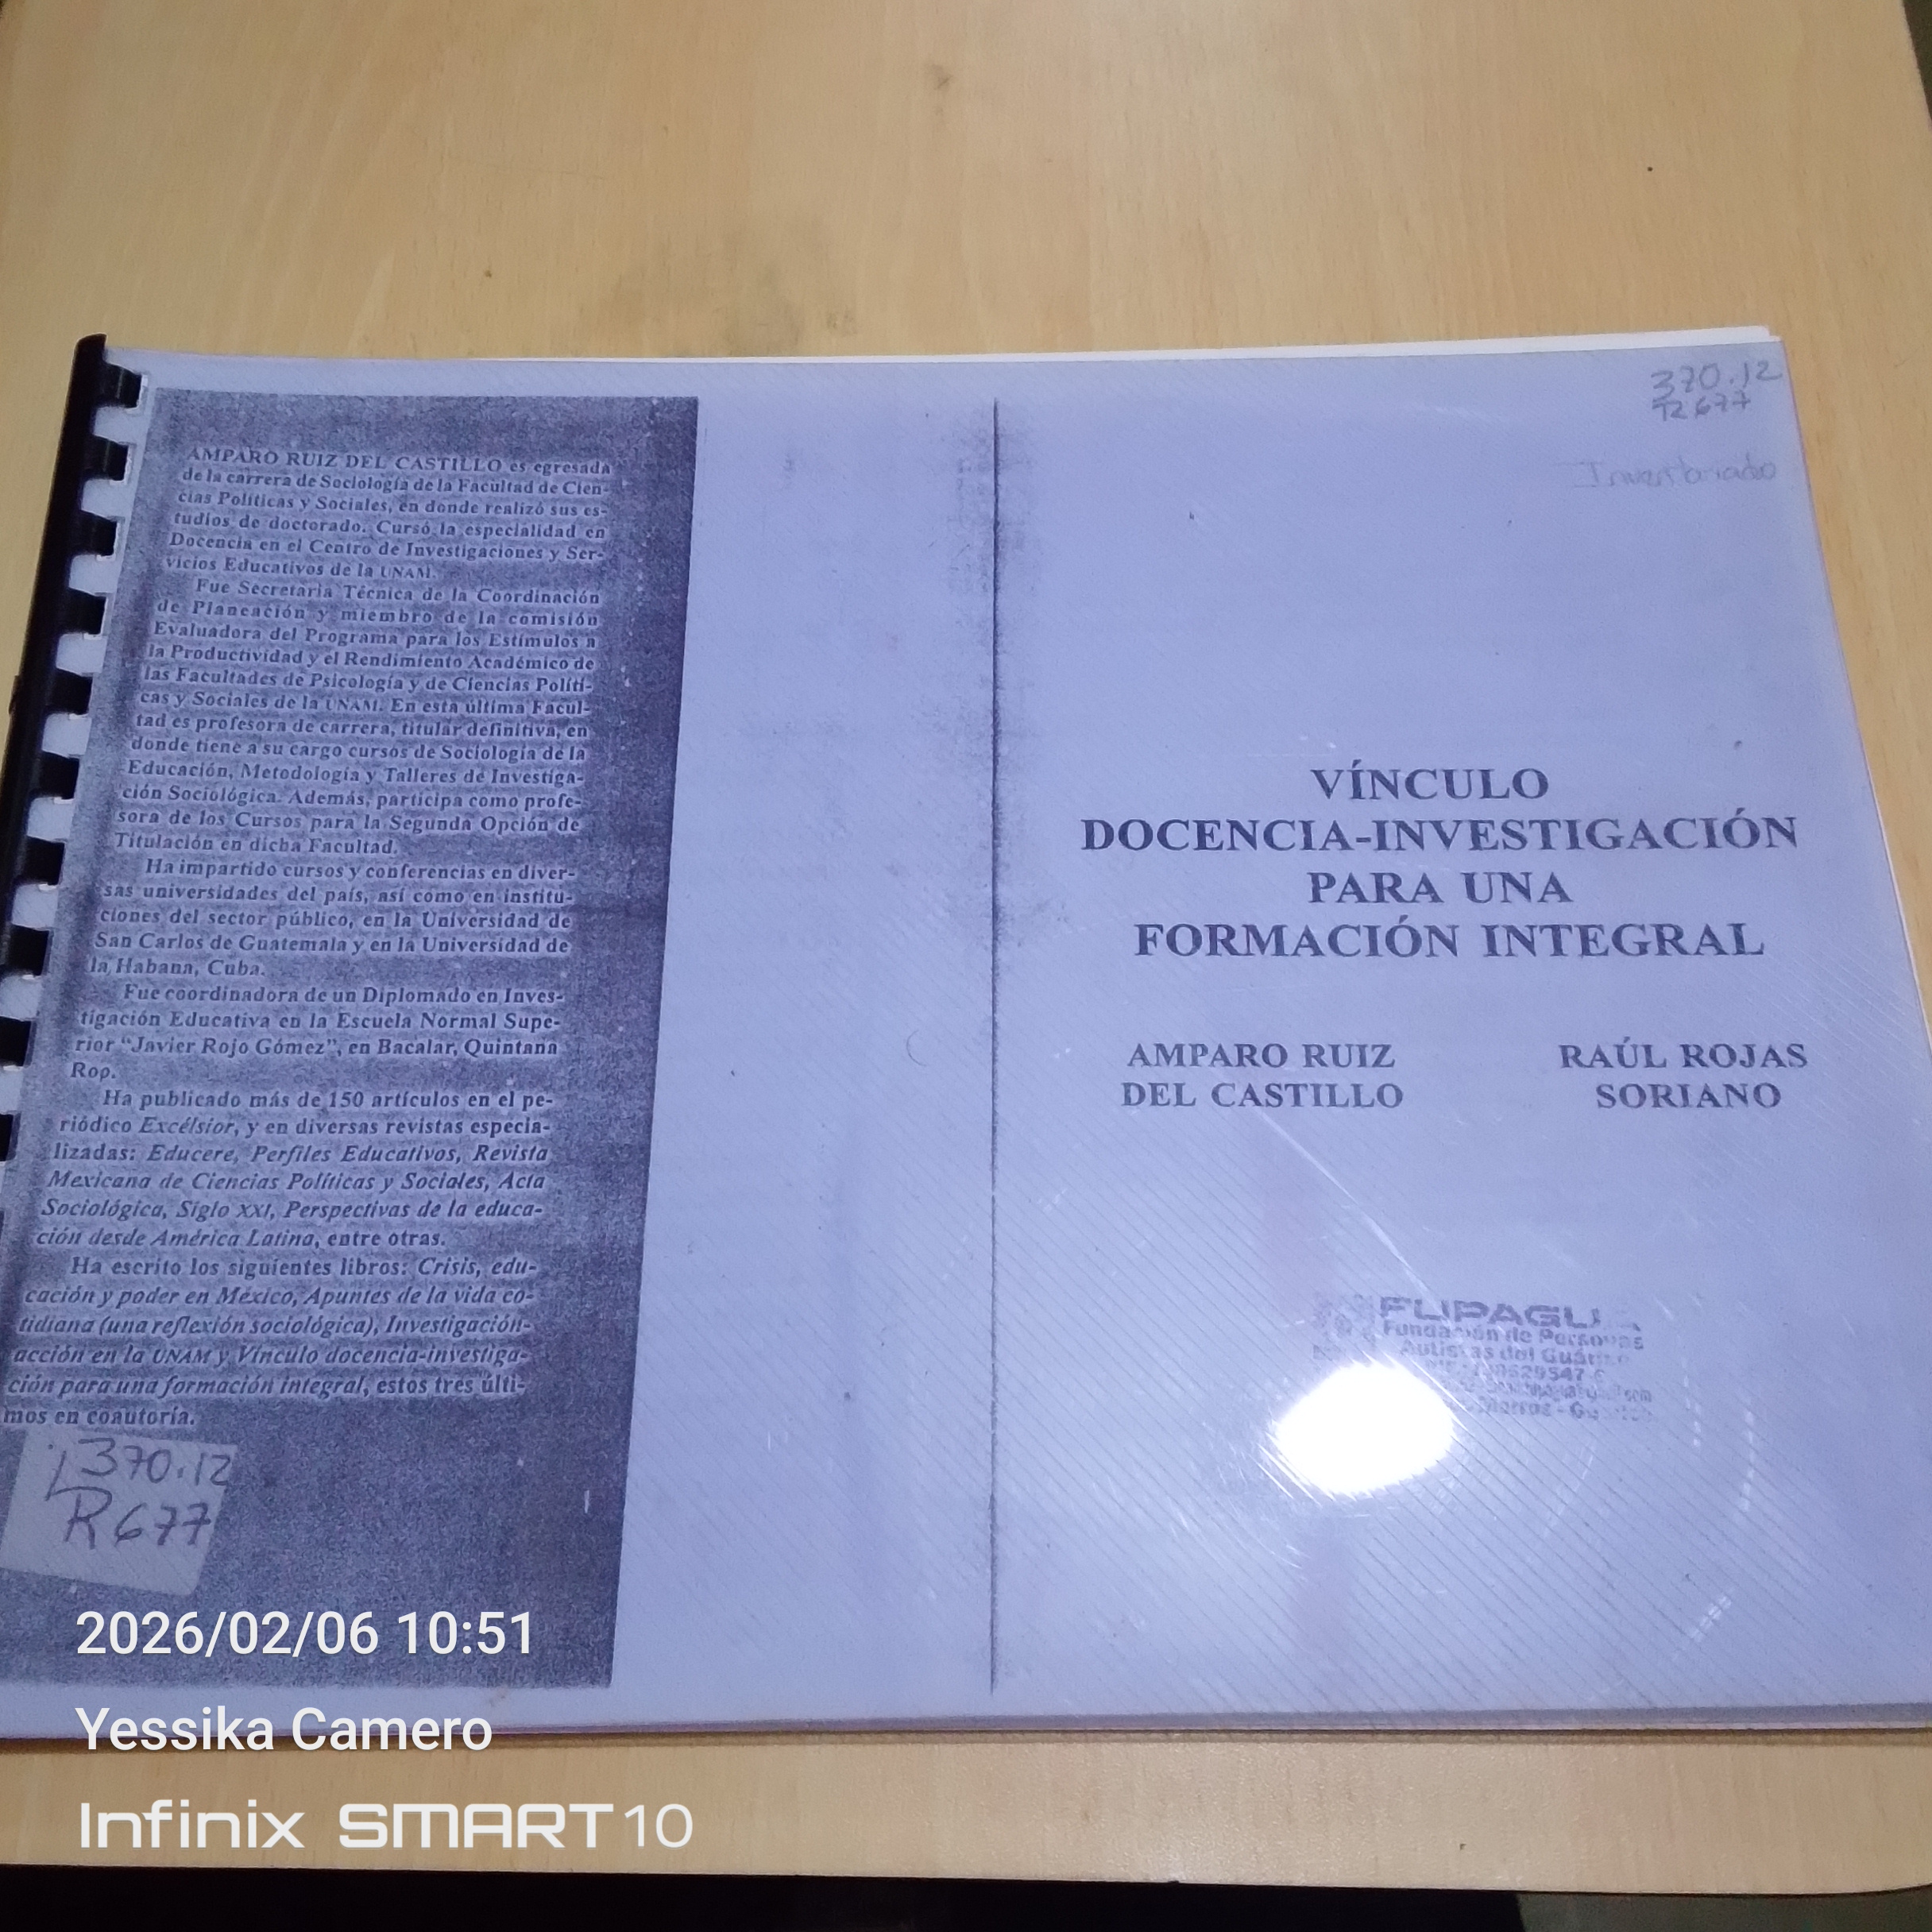 AMPARO RUIZ DEL CASTILLO es egresada
de la carrera de Sociología de la Facultad de Cien-
cias Políticas y Sociales, en donde realizó sus es-
tudios de doctorado. Cursó la especialidad en
Docencia en el Centro de Investigaciones y Ser-
vicios Educativos de la UNAM.
Fue Secretaria Técnica de la Coordinación
de Planeación y miembro de la comisión
Evaluadora del Programa para los Estímulos a
la Productividad y el Rendimiento Académico de
las Facultades de Psicología y de Ciencias Políti-
cas y Sociales de la UNAM. En esta última Facul-
tad es profesora de carrera, titular definitiva, en
donde tiene a su cargo cursos de Sociología de la
Educación, Metodología y Talleres de Investiga-
ción Sociológica. Además, participa como profe-
sora de los Cursos para la Segunda Opción de
Titulación en dicha Facultad.
Ha impartido cursos y conferencias en diver-
sas universidades del país, así como en institu-
ciones del sector público, en la Universidad de
San Carlos de Guatemala y en la Universidad de
la Habana, Cuba.
Fue coordinadora de un Diplomado en Inves-
tigación Educativa en la Escuela Normal Supe-
rior “Javier Rojo Gómez”, en Bacalar, Quintana
Roo.
Ha publicado más de 150 artículos en el pe-
riódico Excélsior, y en diversas revistas especia-
lizadas: Educere, Perfiles Educativos, Revista
Mexicana de Ciencias Políticas y Sociales, Acta
Sociológica, Siglo XXI, Perspectivas de la educa-
ción desde América Latina, entre otras.
Ha escrito los siguientes libros: Crisis, edu-
cación y poder en México, Apuntes de la vida co-
tidiana (una reflexión sociológica), Investigación-
acción en la UNAM y Vínculo docencia-investiga-
ción para una formación integral, estos tres últi-
mos en coautoría.
370.12
R677
370.12
R677
Inventariado
VÍNCULO
DOCENCIA-INVESTIGACIÓN
PARA UNA
FORMACIÓN INTEGRAL
AMPARO RUIZ
DEL CASTILLO
RAÚL ROJAS
SORIANO
Fundación de Personas
Autistas del
2026/02/06 10:51
Yessika Camero
Infinix SMART 10